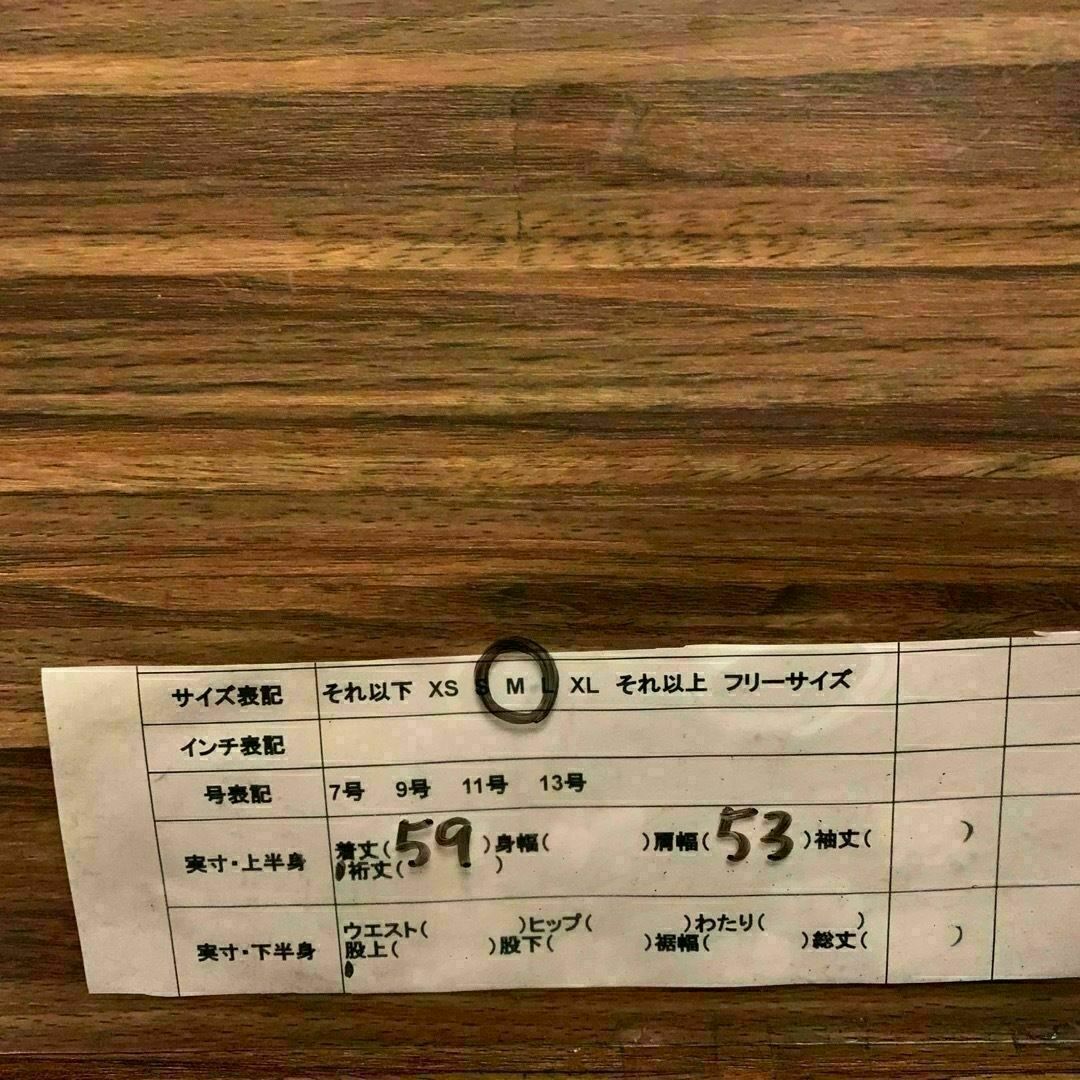 サイズ表記 それ以下 XS S M L XL それ以上 フリーサイズ
インチ表記
号表記 7号 9号 11号 13号
実寸・上半身 着丈(59)身幅( )肩幅(53)袖丈( )
裄丈( )
実寸・下半身 ウエスト( )ヒップ( )わたり( )
股上( )股下( )裾幅( )総丈( )